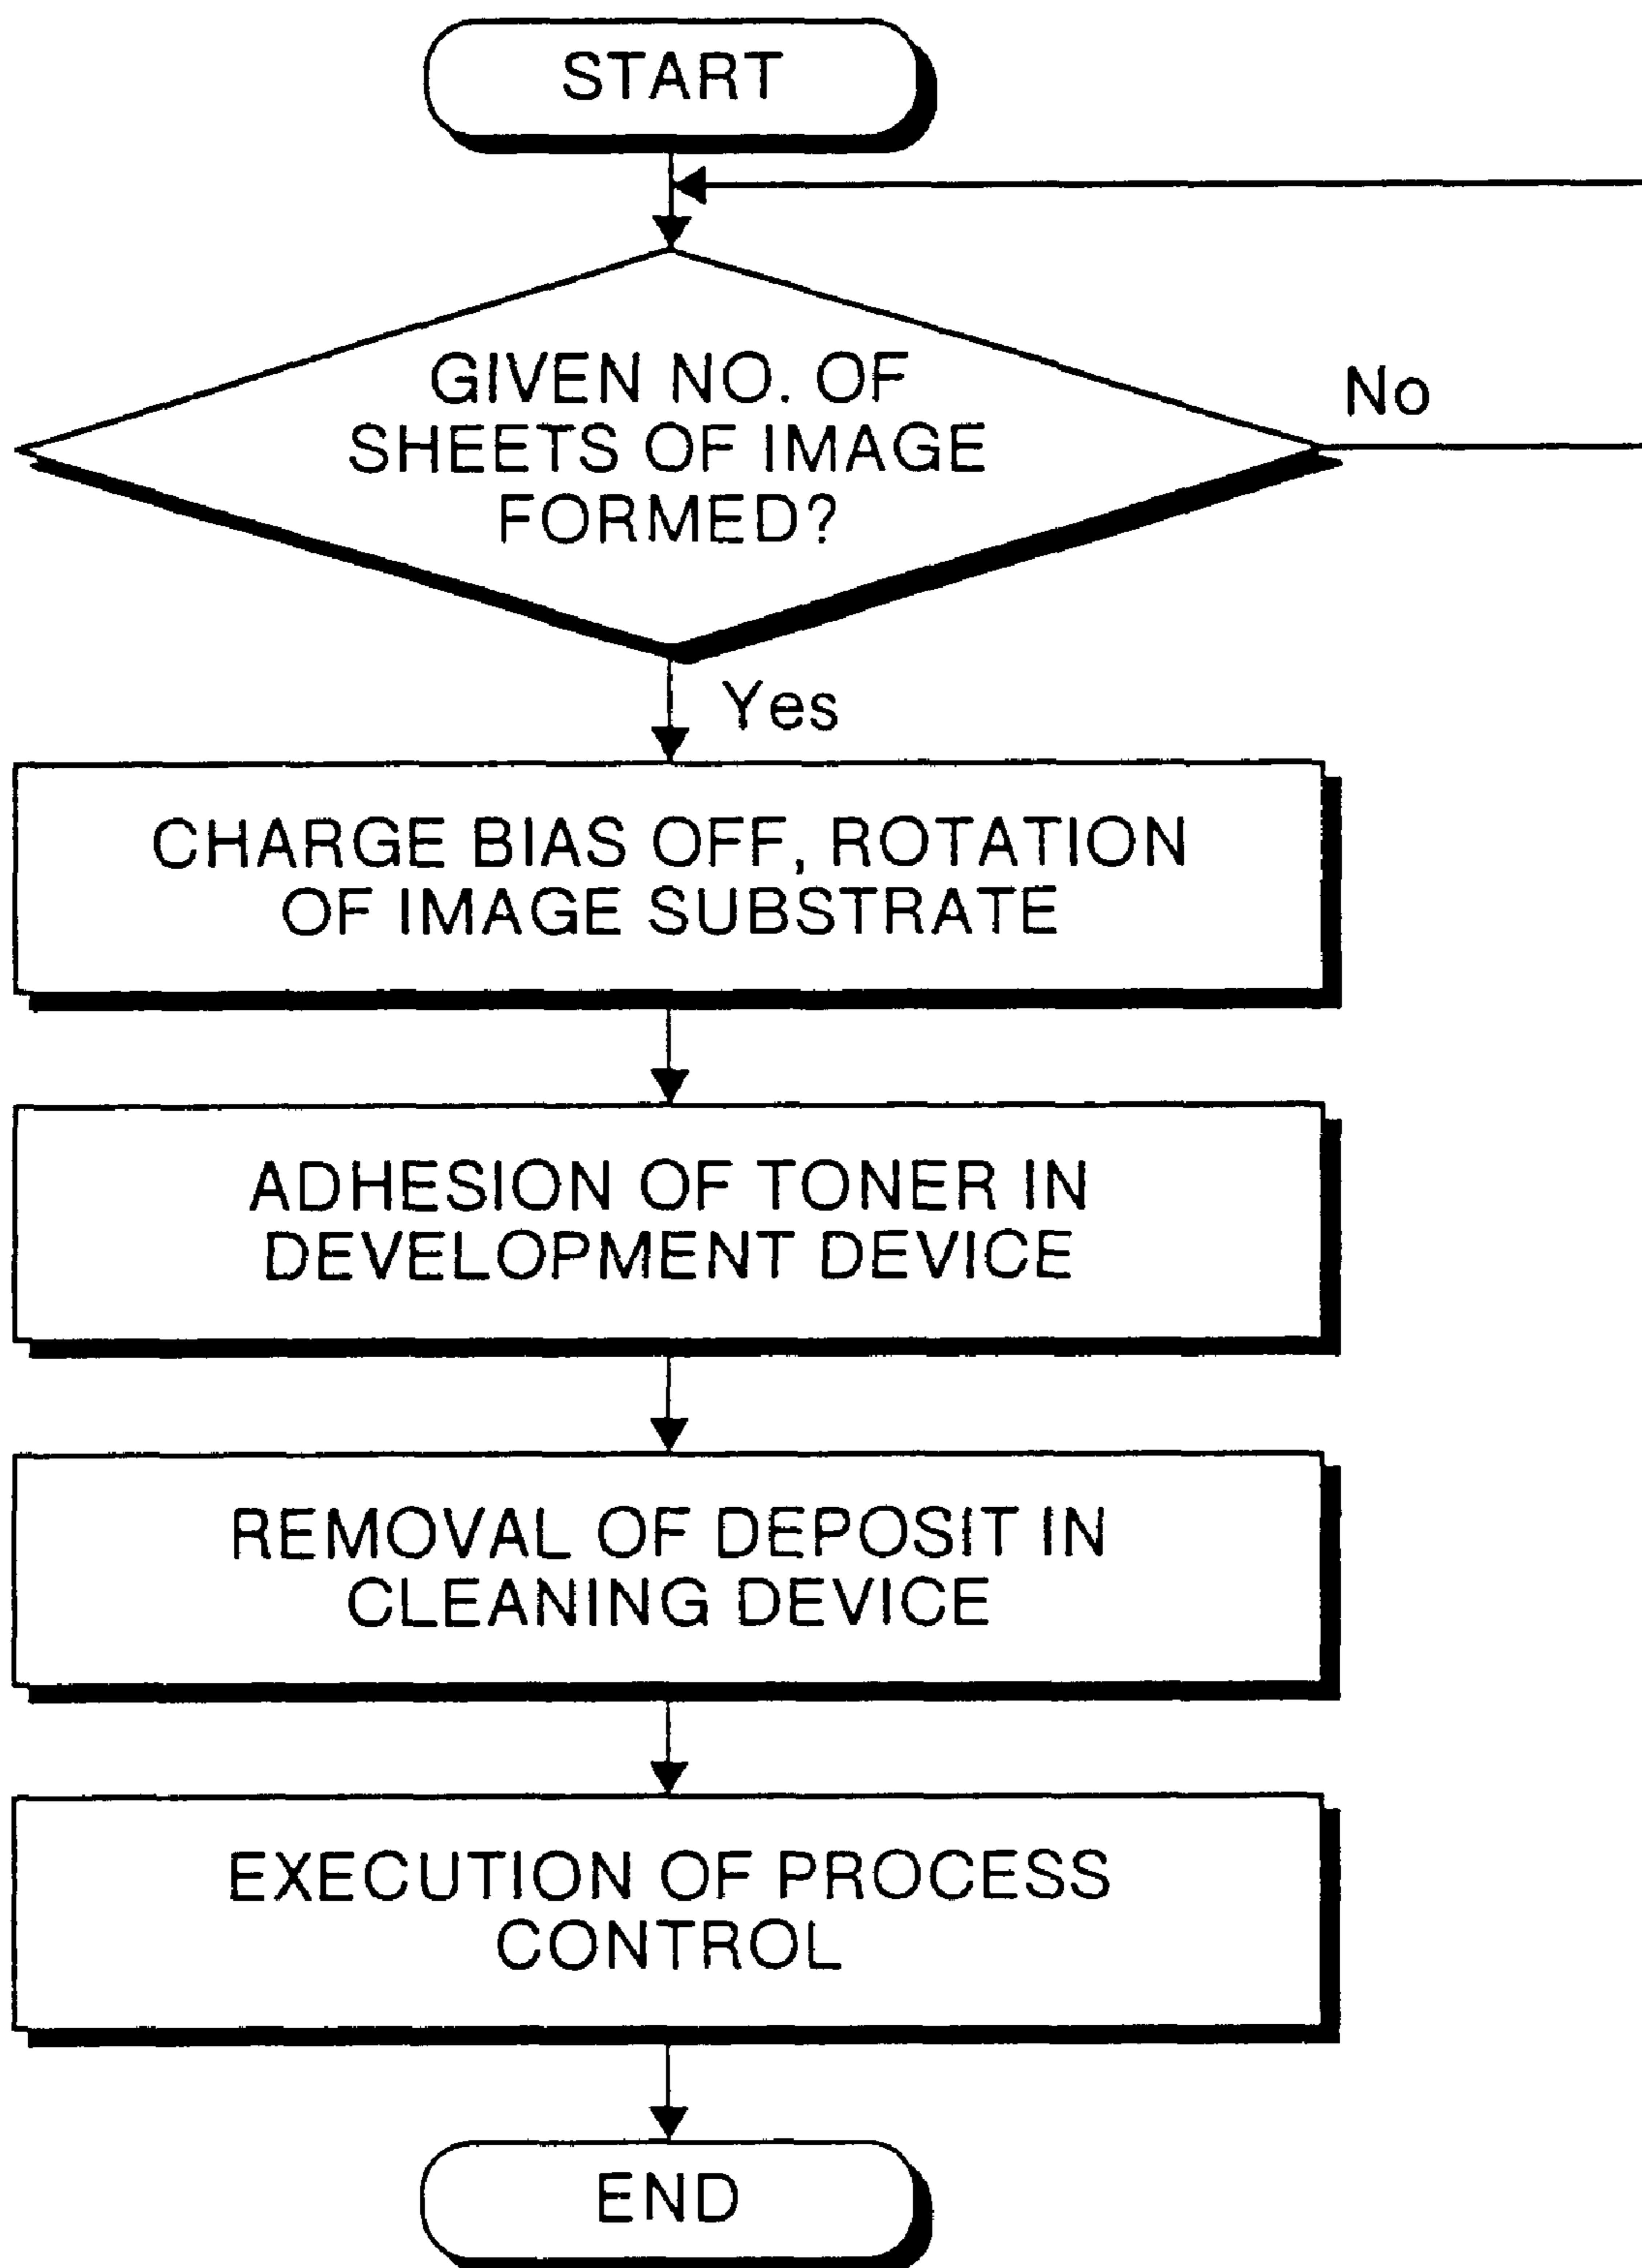 START
GIVEN NO. OF
SHEETS OF IMAGE
FORMED?
No
Yes
CHARGE BIAS OFF, ROTATION
OF IMAGE SUBSTRATE
ADHESION OF TONER IN
DEVELOPMENT DEVICE
REMOVAL OF DEPOSIT IN
CLEANING DEVICE
EXECUTION OF PROCESS
CONTROL
END